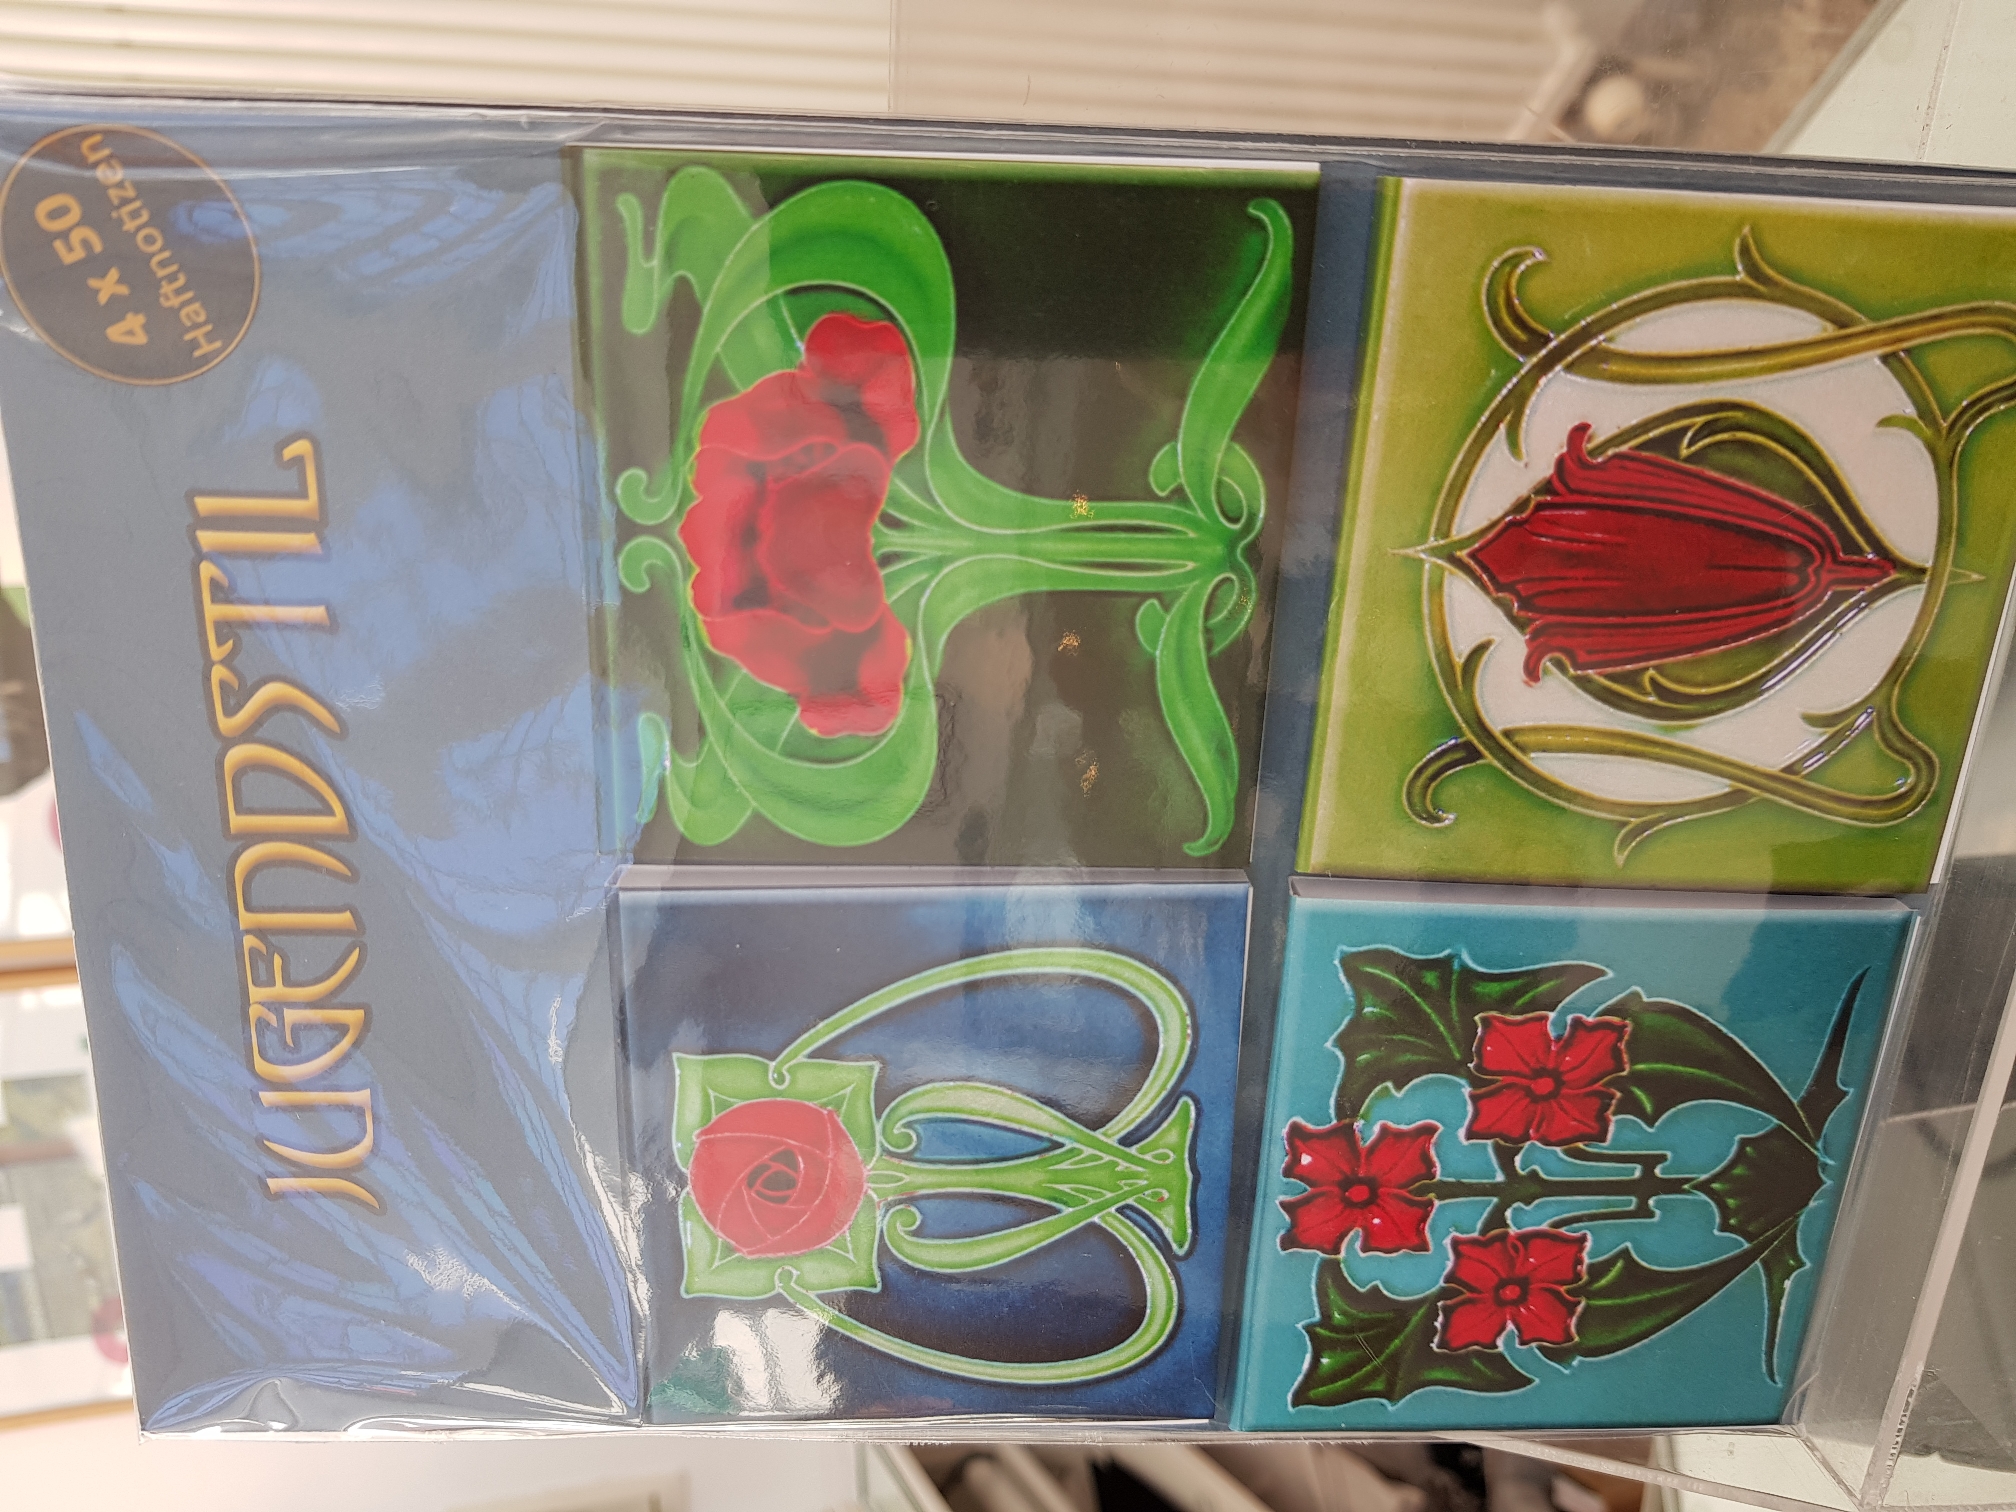 4 x 50
Haftnotizen
JUGENDSTIL